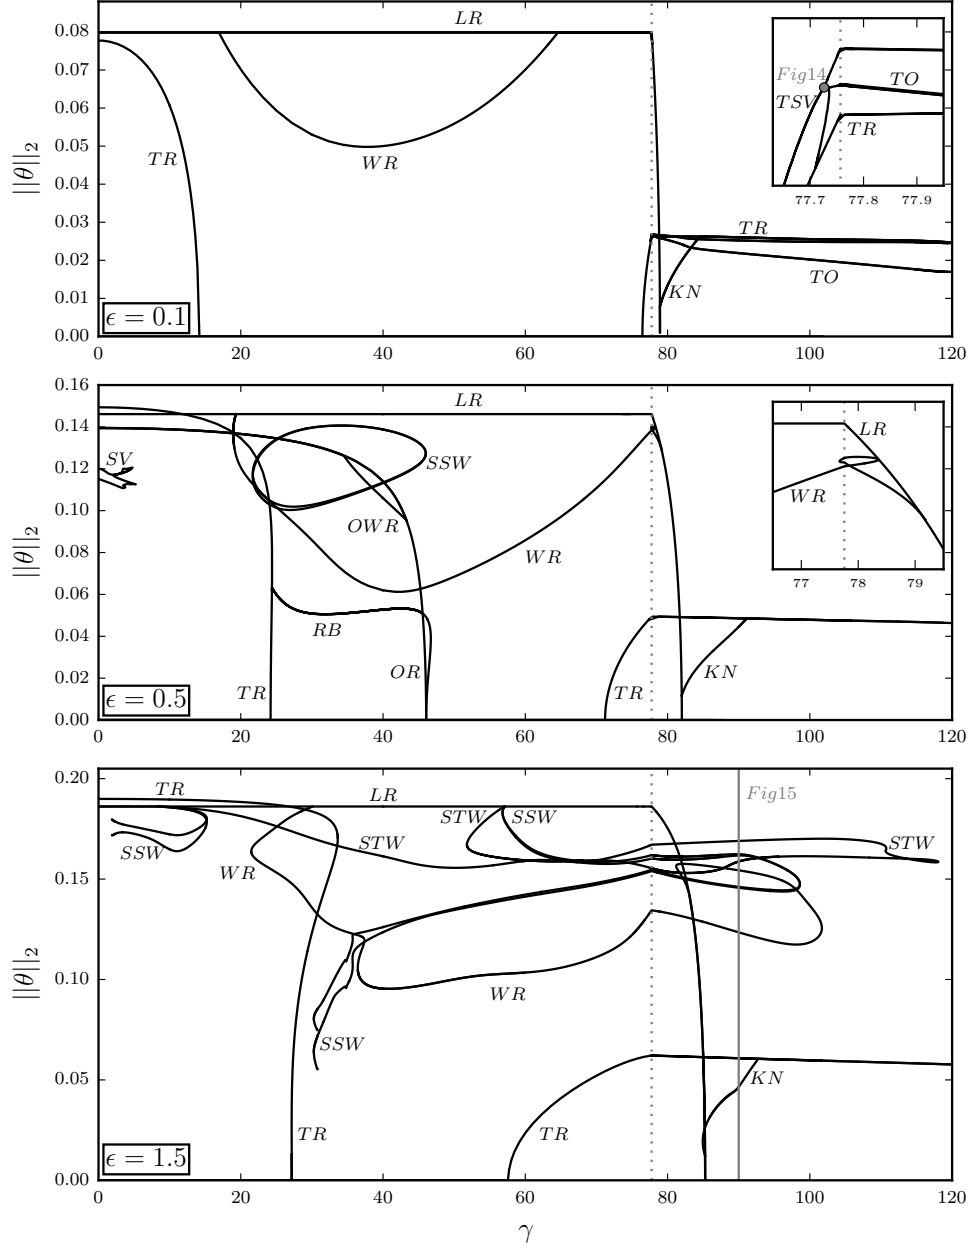 LR
0.08
0.07
0.06
0.05
0.04
0.03
0.02
0.01
0.00
||θ||₂
TR
WR
Fig14
TSV
TO
TR
77.7 77.8 77.9
TR
TO
KN
ϵ = 0.1
0 20 40 60 80 100 120
0.16
0.14
0.12
0.10
0.08
0.06
0.04
0.02
0.00
||θ||₂
LR
SV
SSW
OWR
WR
RB
TR
OR
TR
KN
LR
WR
77 78 79
ϵ = 0.5
0 20 40 60 80 100 120
0.20
0.15
0.10
0.05
0.00
||θ||₂
TR
LR
Fig15
SSW
WR
STW
STW
SSW
STW
WR
SSW
KN
TR
TR
ϵ = 1.5
0 20 40 60 80 100 120
γ